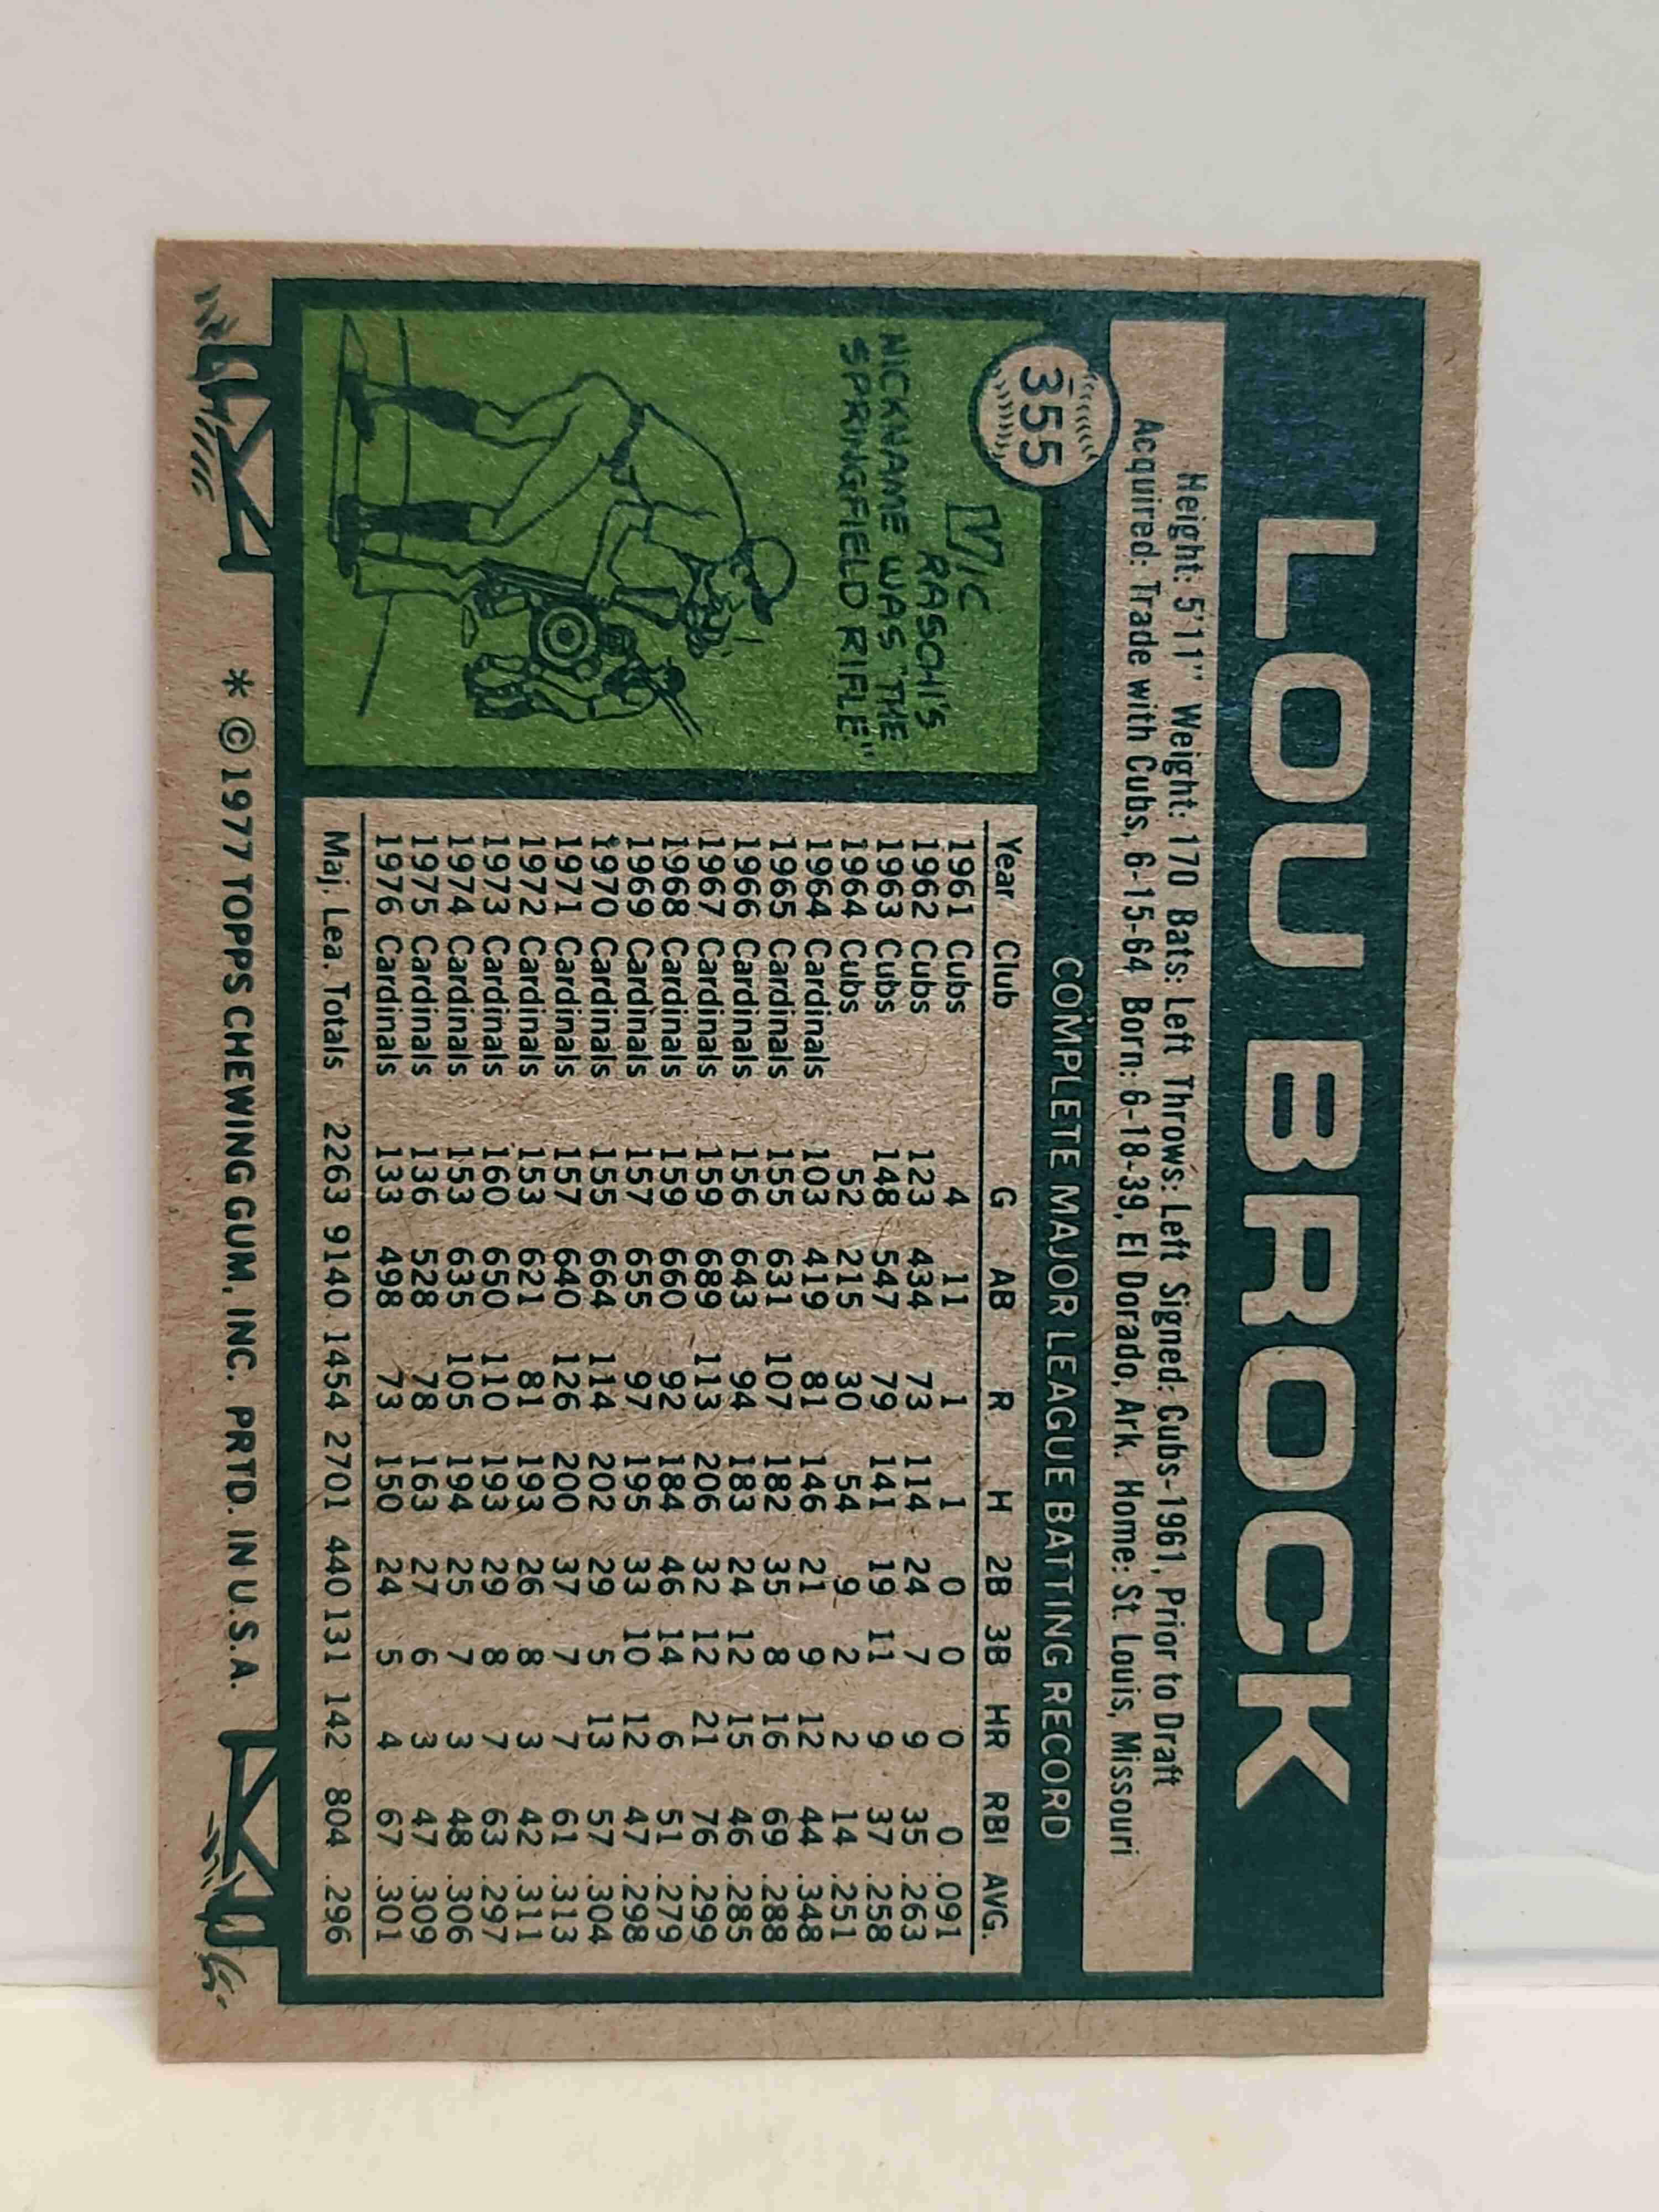 LOU BROCK
355
Height: 5'11" Weight: 170 Bats: Left Throws: Left Signed: Cubs-1961, Prior to Draft
Acquired: Trade with Cubs, 6-15-64 Born: 6-18-39, El Dorado, Ark. Home: St. Louis, Missouri
COMPLETE MAJOR LEAGUE BATTING RECORD
VIC
RASCHI'S
NICKNAME WAS "THE
SPRINGFIELD RIFLE"
Year Club G AB R H 2B 3B HR RBI AVG.
1961 Cubs 4 11 1 1 0 0 0 0 .091
1962 Cubs 123 434 73 114 24 7 9 35 .263
1963 Cubs 148 547 79 141 19 11 9 37 .258
1964 Cubs 52 215 30 54 9 2 2 14 .251
1964 Cardinals 103 419 81 146 21 9 12 44 .348
1965 Cardinals 155 631 107 182 35 8 16 69 .288
1966 Cardinals 156 643 94 183 24 12 15 46 .285
1967 Cardinals 159 689 113 206 32 12 21 76 .299
1968 Cardinals 159 660 92 184 46 14 6 51 .279
1969 Cardinals 157 655 97 195 33 10 12 47 .298
1970 Cardinals 155 664 114 202 29 5 13 57 .304
1971 Cardinals 157 640 126 200 37 7 7 61 .313
1972 Cardinals 153 621 81 193 26 8 3 42 .311
1973 Cardinals 160 650 110 193 29 8 7 63 .297
1974 Cardinals 153 635 105 194 25 7 3 48 .306
1975 Cardinals 136 528 78 163 27 6 3 47 .309
1976 Cardinals 133 498 73 150 24 5 4 67 .301
Maj. Lea. Totals 2263 9140 1454 2701 440 131 142 804 .296
* © 1977 TOPPS CHEWING GUM, INC. PRTD. IN U.S.A.